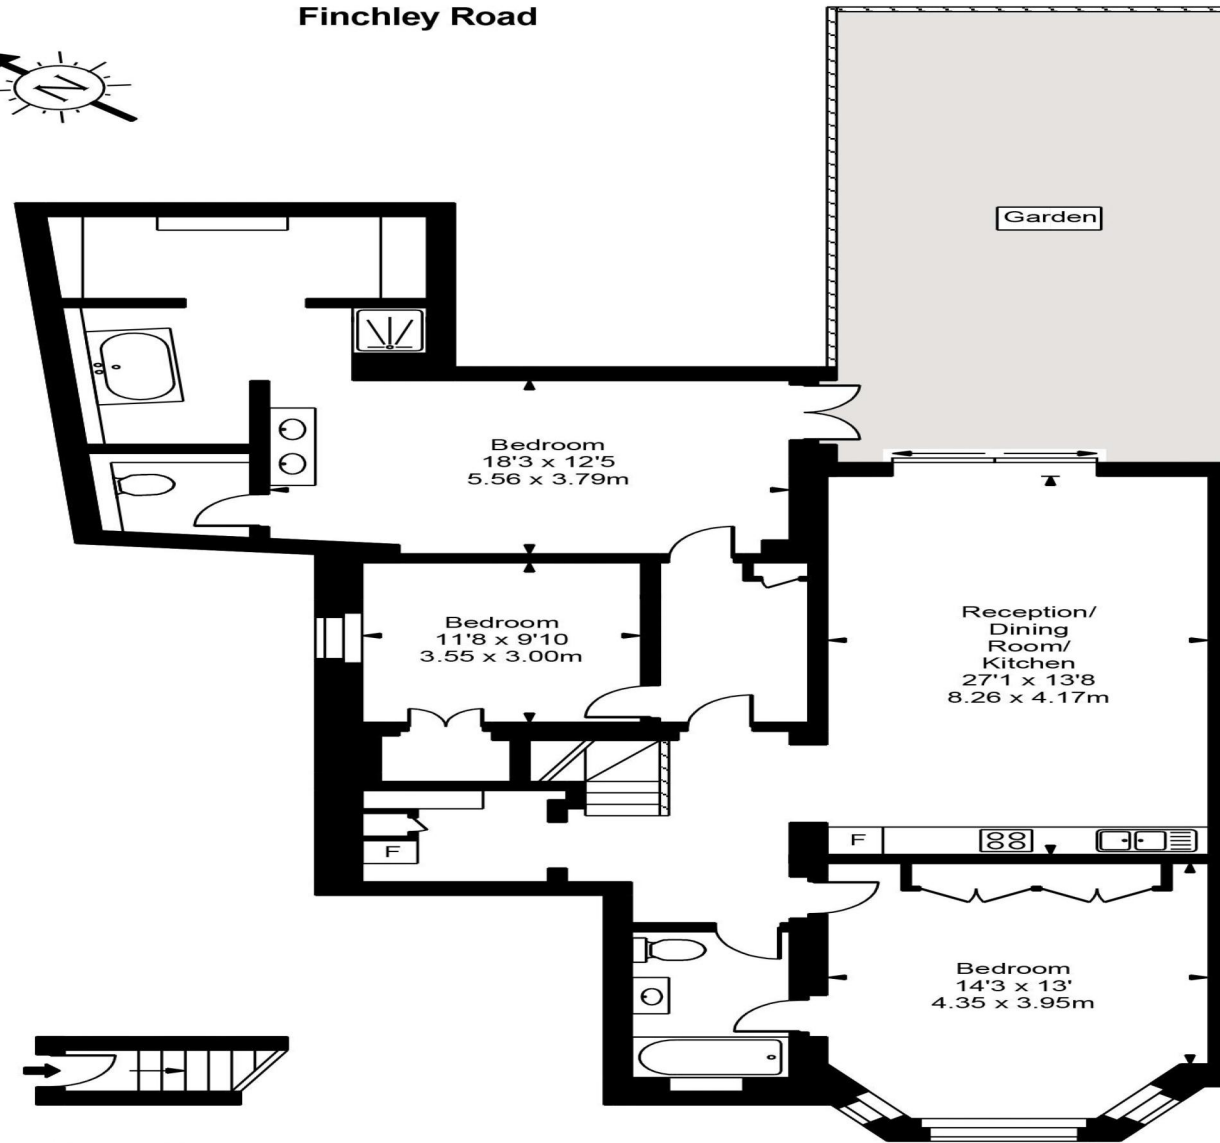 Finchley Road
N
Garden
Bedroom
18'3 x 12'5
5.56 x 3.79m
Bedroom
11'8 x 9'10
3.55 x 3.00m
Reception/
Dining
Room/
Kitchen
27'1 x 13'8
8.26 x 4.17m
F
F
Bedroom
14'3 x 13'
4.35 x 3.95m